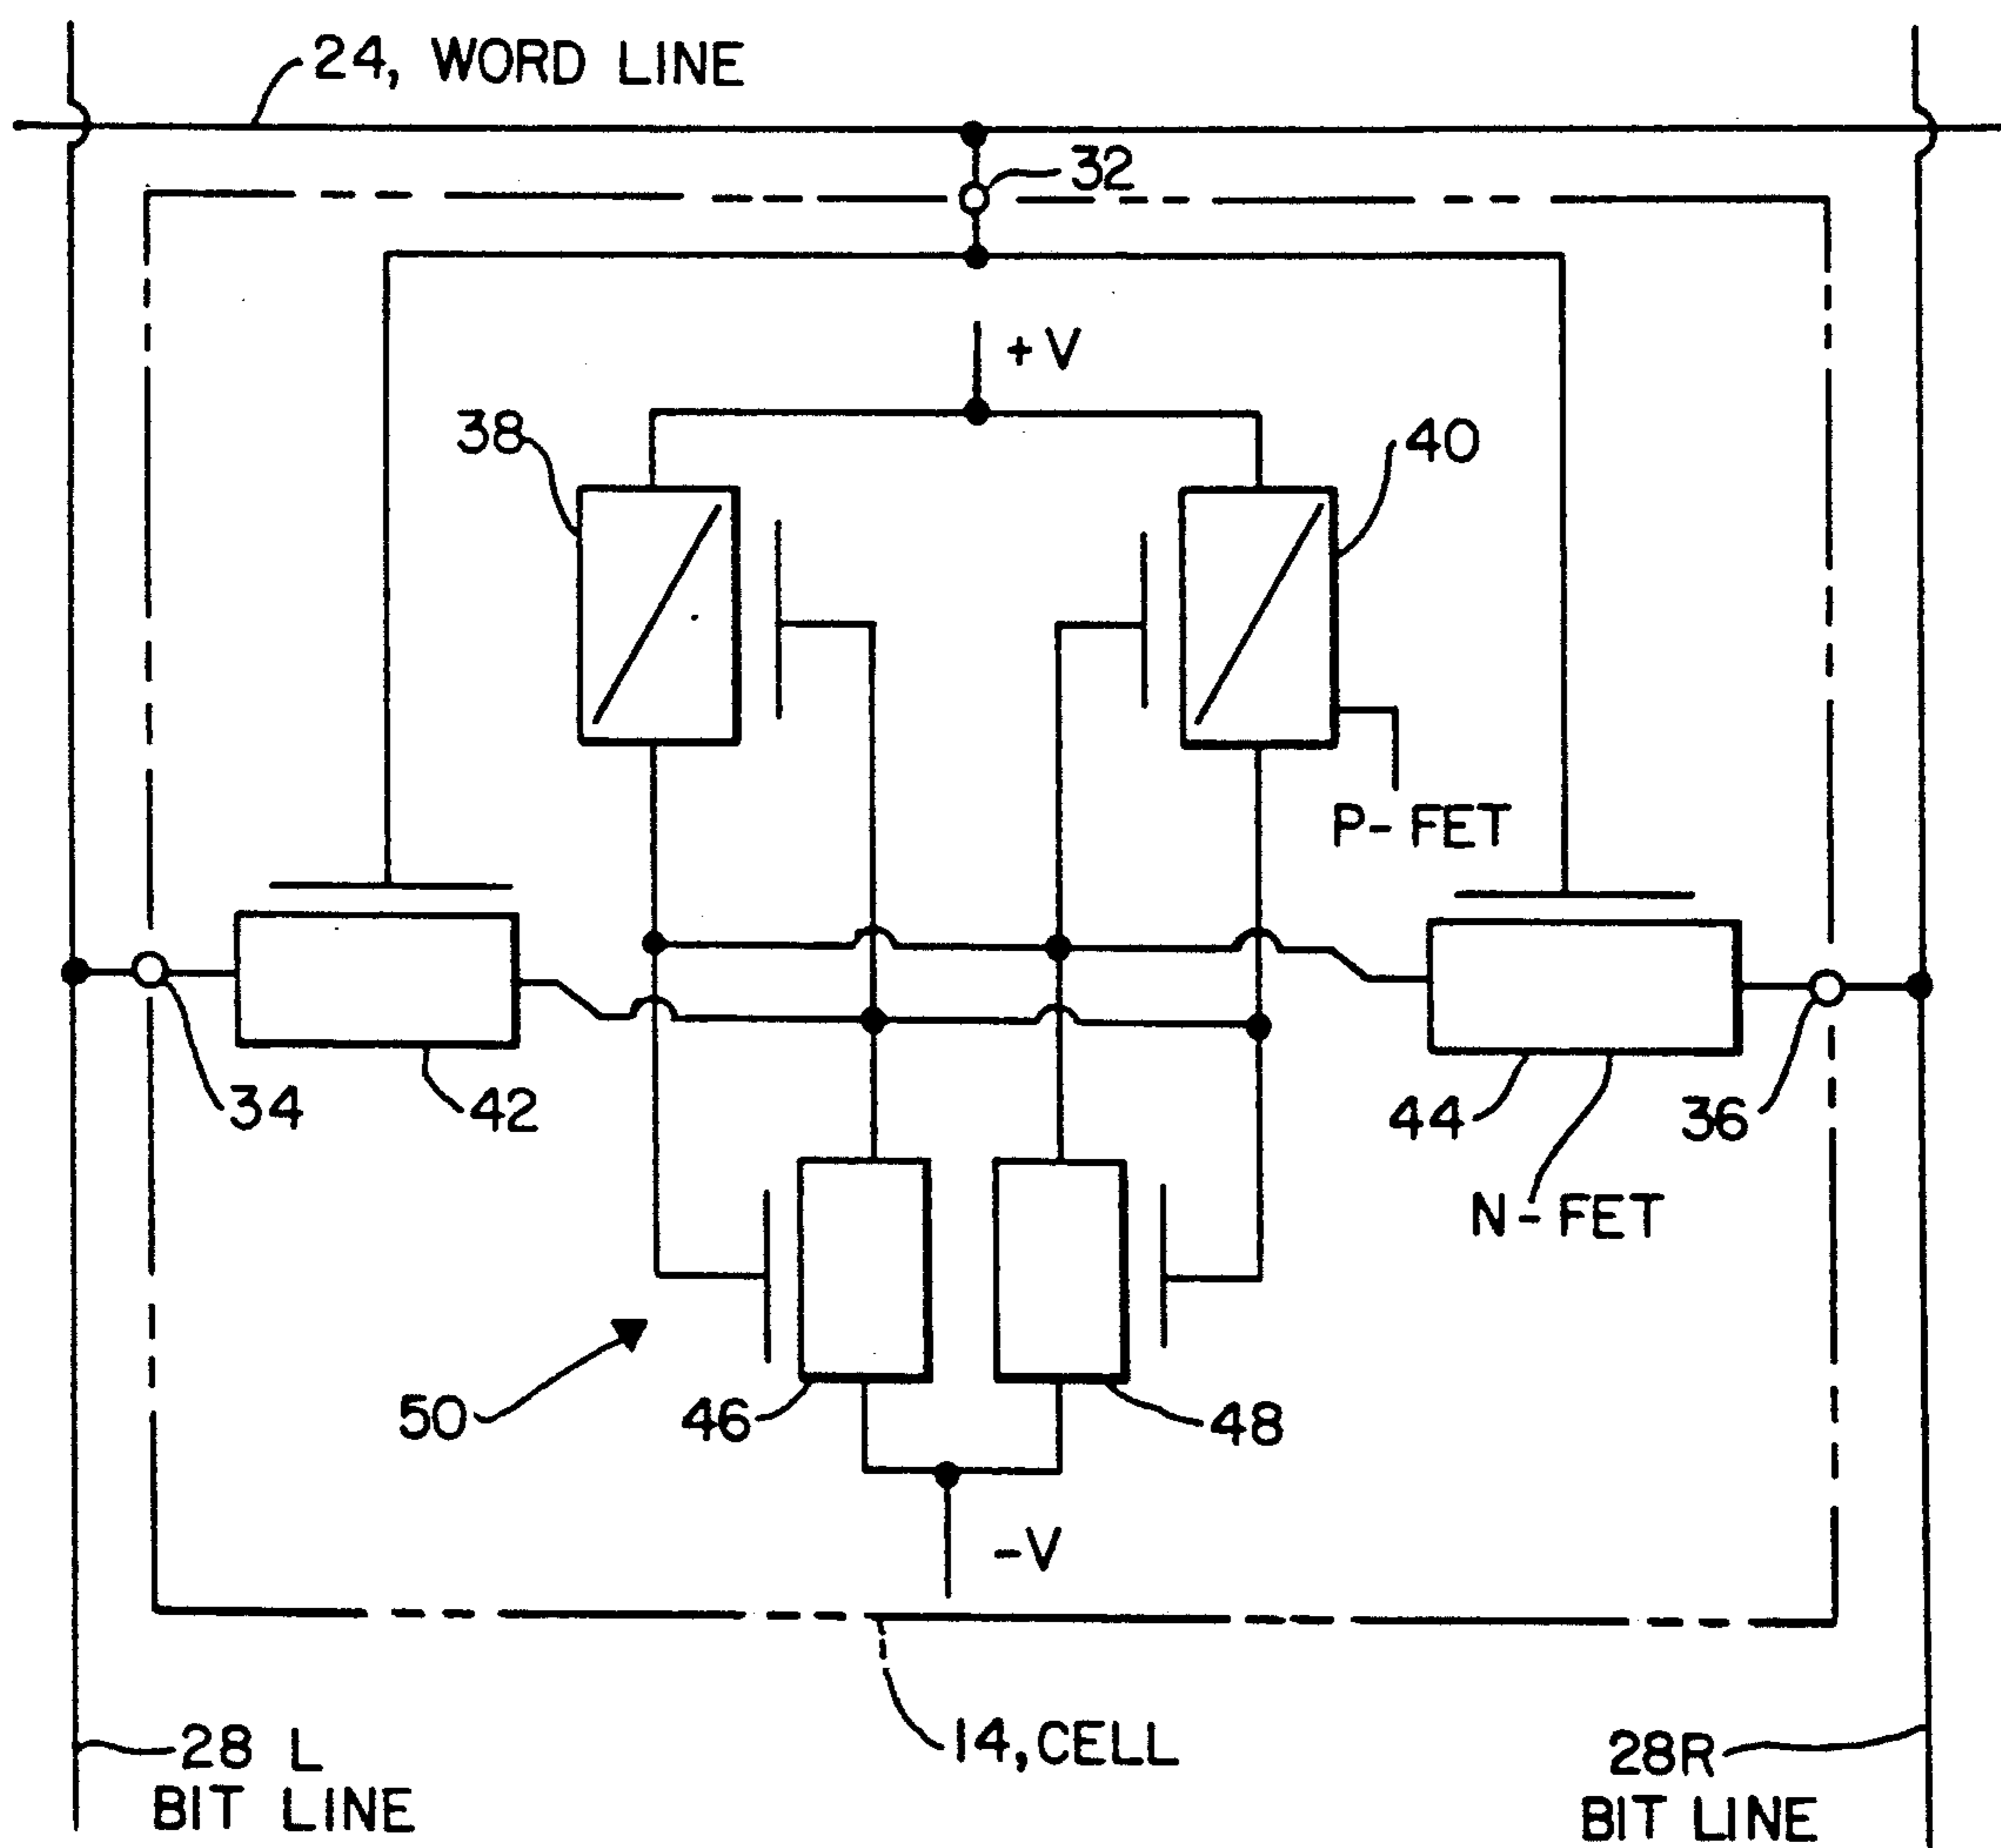 24, WORD LINE
32
+V
38
40
P-FET
34
42
44
36
N-FET
50
46
48
-V
14, CELL
28 L
BIT LINE
28R
BIT LINE